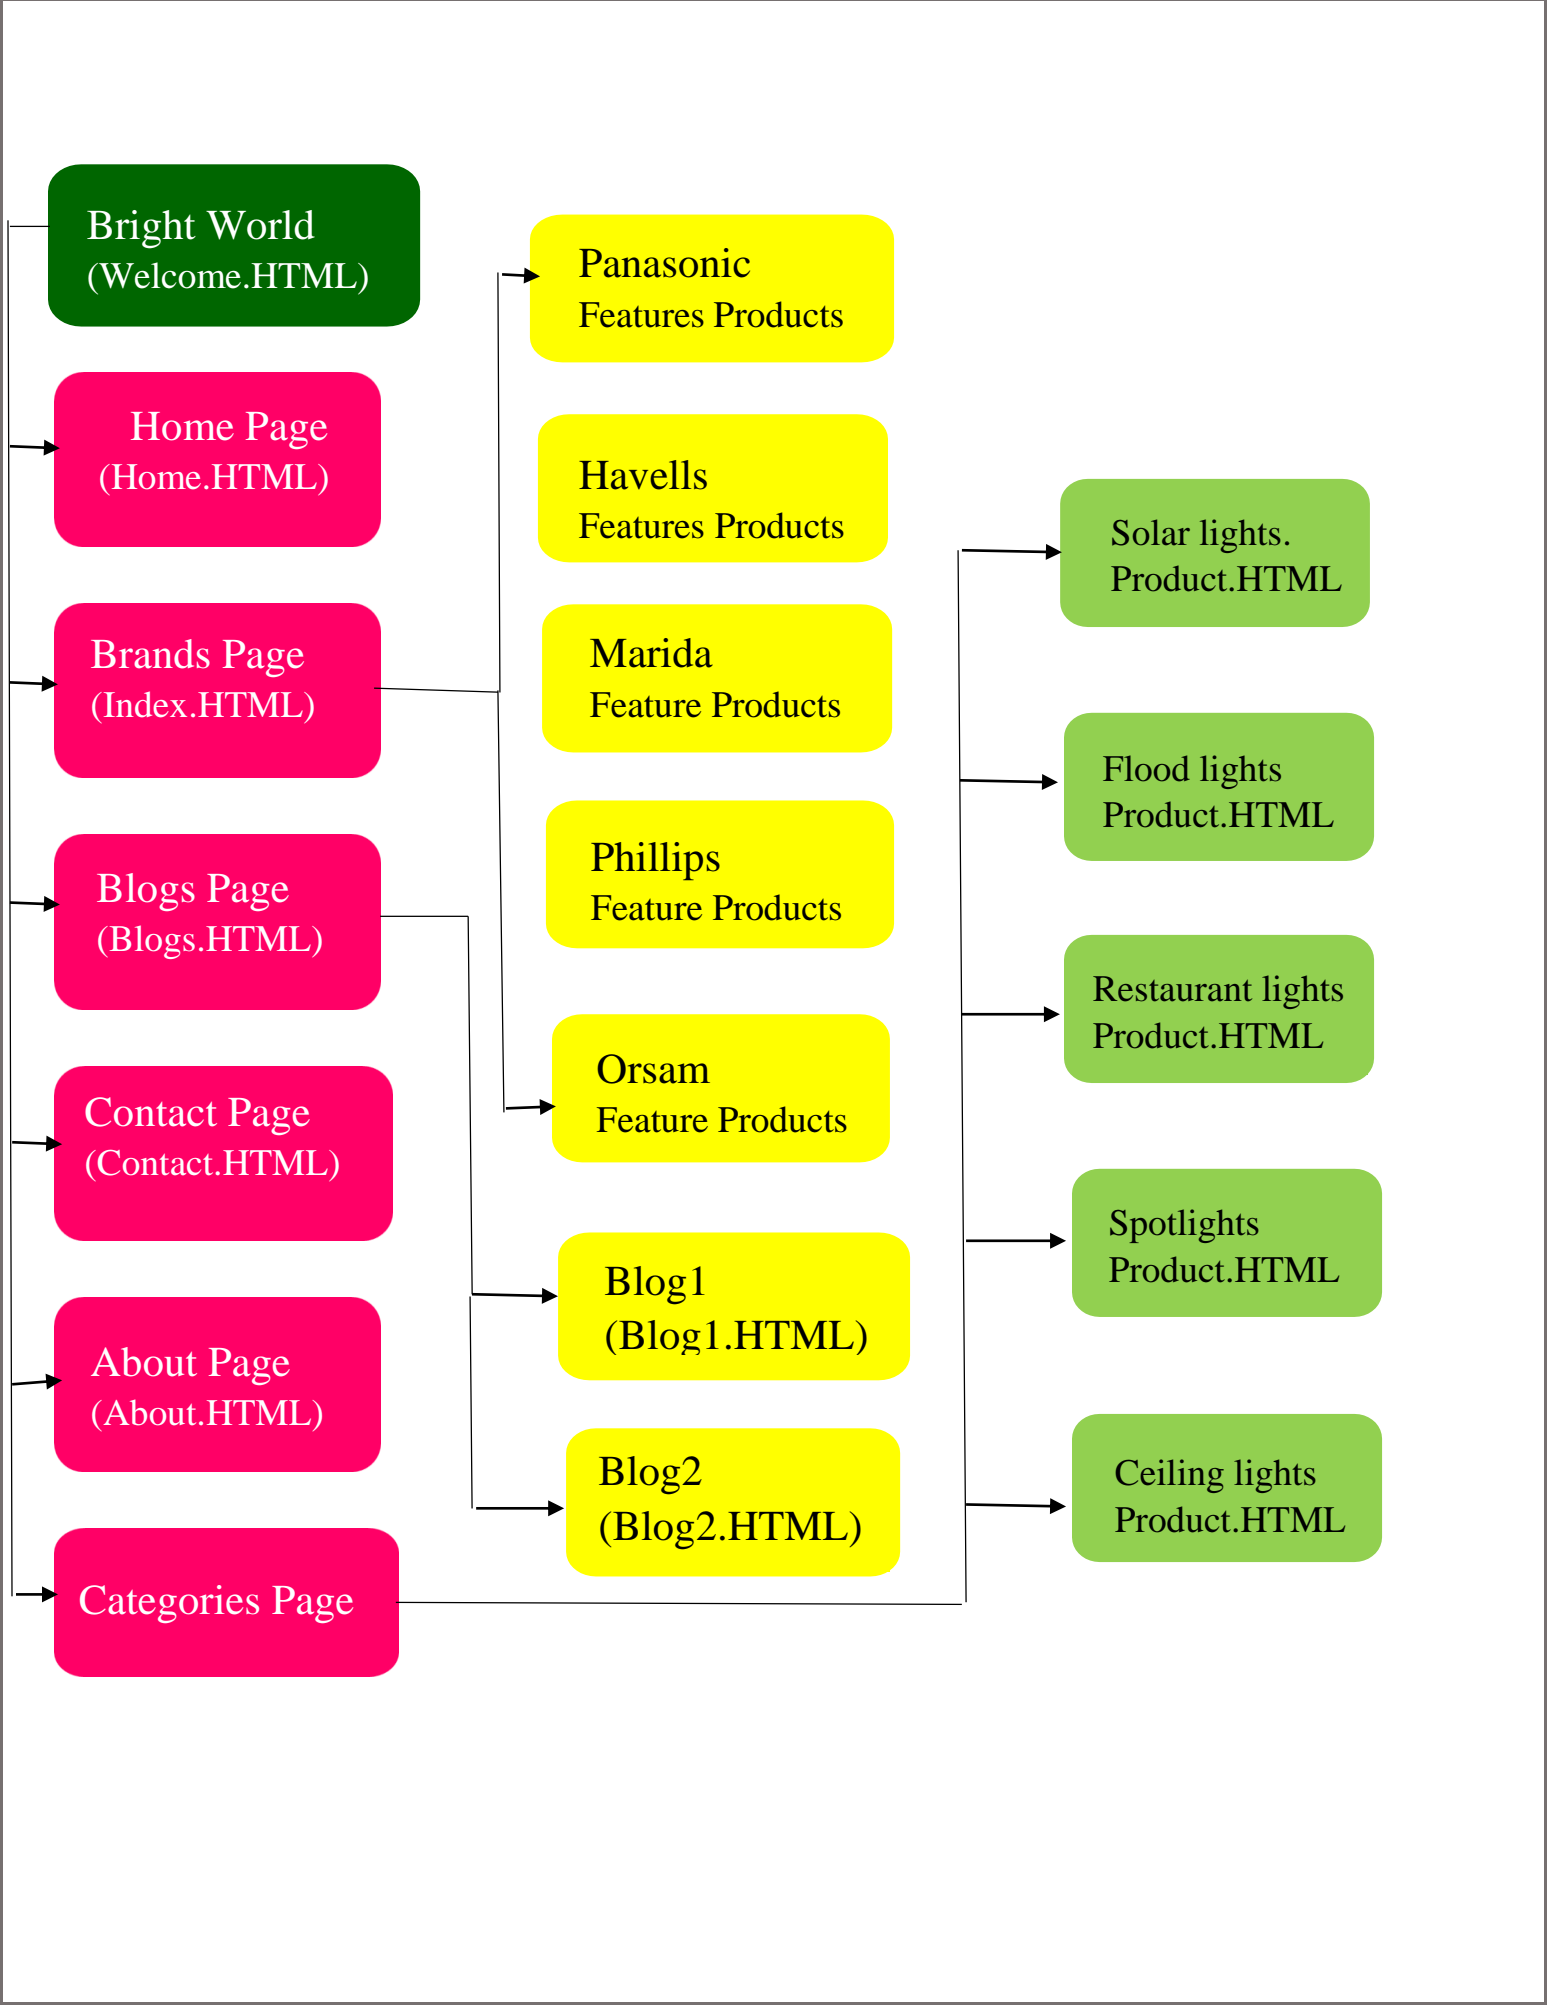 Bright World
(Welcome.HTML)
Home Page
(Home.HTML)
Brands Page
(Index.HTML)
Blogs Page
(Blogs.HTML)
Contact Page
(Contact.HTML)
About Page
(About.HTML)
Categories Page
Panasonic
Features Products
Havells
Features Products
Marida
Feature Products
Phillips
Feature Products
Orsam
Feature Products
Blog1
(Blog1.HTML)
Blog2
(Blog2.HTML)
Solar lights.
Product.HTML
Flood lights
Product.HTML
Restaurant lights
Product.HTML
Spotlights
Product.HTML
Ceiling lights
Product.HTML